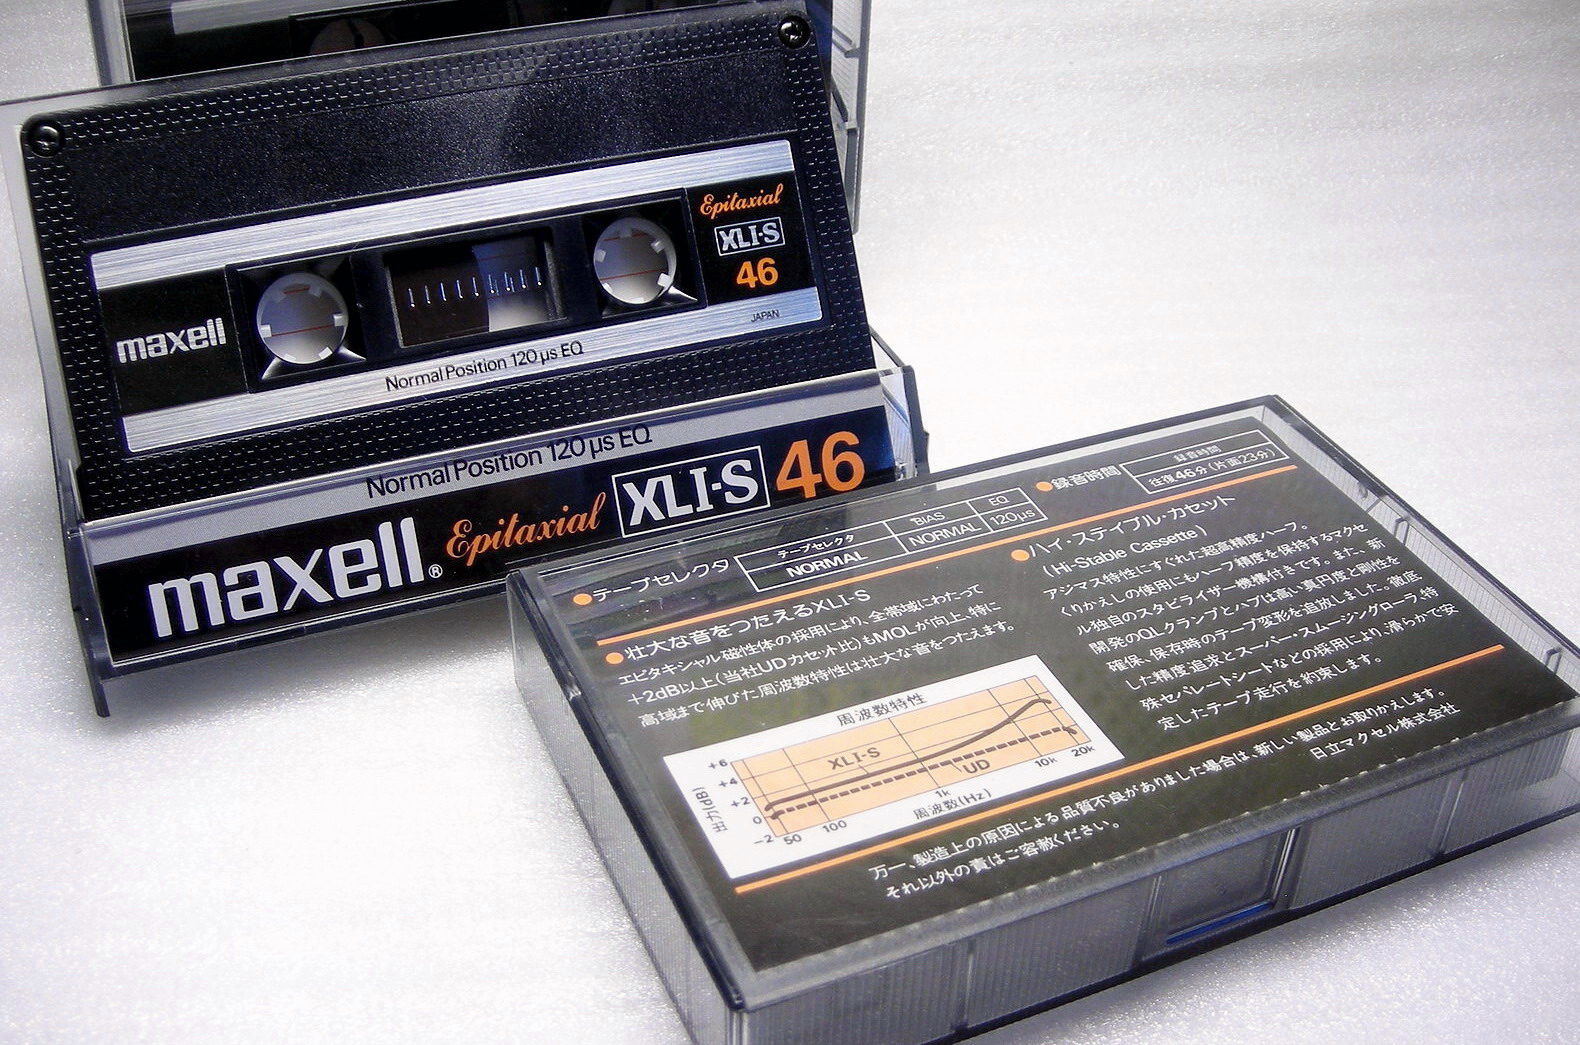 Epitaxial
XLI-S
46
maxell
JAPAN
Normal Position 120 µs EQ
Normal Position 120 µs EQ
maxell® Epitaxial XLI-S 46
●テープセレクタ
テープセレクタ
NORMAL
BIAS
NORMAL
EQ
120µs
●録音時間
録音時間
往復46分(片面23分)
●壮大な音をつたえるXLI-S
エピタキシャル磁性体の採用により、全帯域にわたって
+2dB以上(当社UDカセット比)もMOLが向上、特に
高域まで伸びた周波数特性は壮大な音をつたえます。
周波数特性
出力(dB)
+6
+4
+2
0
-2
XLI-S
UD
50
100
1k
10k
20k
周波数(Hz)
●ハイ・ステイブル・カセット
(Hi-Stable Cassette)
アジマス特性にすぐれた超高精度ハーフ。
くりかえしの使用にもハーフ精度を保持するマクセ
ル独自のスタビライザー機構付きです。また、新
開発のQLクランプとハブは高い真円度と剛性を
確保、保存時のテープ変形を追放しました。徹底
した精度追求とスーパー・スムージングローラ、特
殊セパレートシートなどの採用により、滑らかで安
定したテープ走行を約束します。
万一、製造上の原因による品質不良がありました場合は、新しい製品とお取りかえします。
それ以外の責はご容赦ください。
日立マクセル株式会社